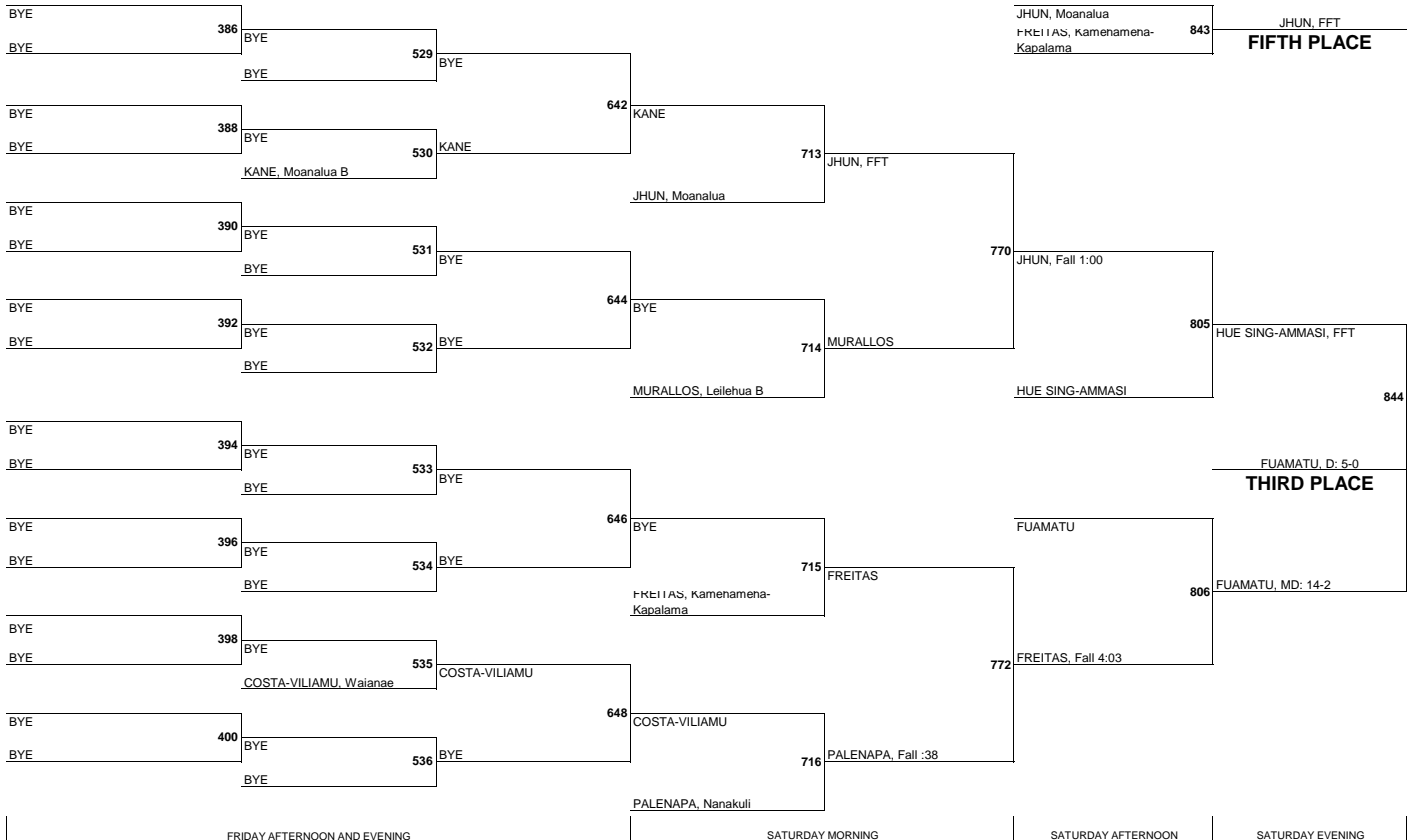 BYE
386
BYE
BYE
529
BYE
BYE
BYE
388
BYE
BYE
KANE, Moanalua B
530
KANE
642
KANE
JHUN, Moanalua
713
JHUN, FFT
BYE
390
BYE
BYE
BYE
531
BYE
BYE
392
BYE
BYE
BYE
532
BYE
644
BYE
MURALLOS, Leilehua B
714
MURALLOS
770
JHUN, Fall 1:00
HUE SING-AMMASI
805
HUE SING-AMMASI, FFT
BYE
394
BYE
BYE
BYE
533
BYE
BYE
396
BYE
BYE
BYE
534
BYE
646
BYE
FREITAS, Kamehameha-
Kapalama
715
FREITAS
BYE
398
BYE
BYE
COSTA-VILIAMU, Waianae
535
COSTA-VILIAMU
BYE
400
BYE
BYE
BYE
536
BYE
648
COSTA-VILIAMU
PALENAPA, Nanakuli
716
PALENAPA, Fall :38
772
FREITAS, Fall 4:03
FUAMATU
806
FUAMATU, MD: 14-2
844
FUAMATU, D: 5-0
THIRD PLACE
JHUN, Moanalua
FREITAS, Kamehameha-
Kapalama
843
JHUN, FFT
FIFTH PLACE
FRIDAY AFTERNOON AND EVENING
SATURDAY MORNING
SATURDAY AFTERNOON
SATURDAY EVENING